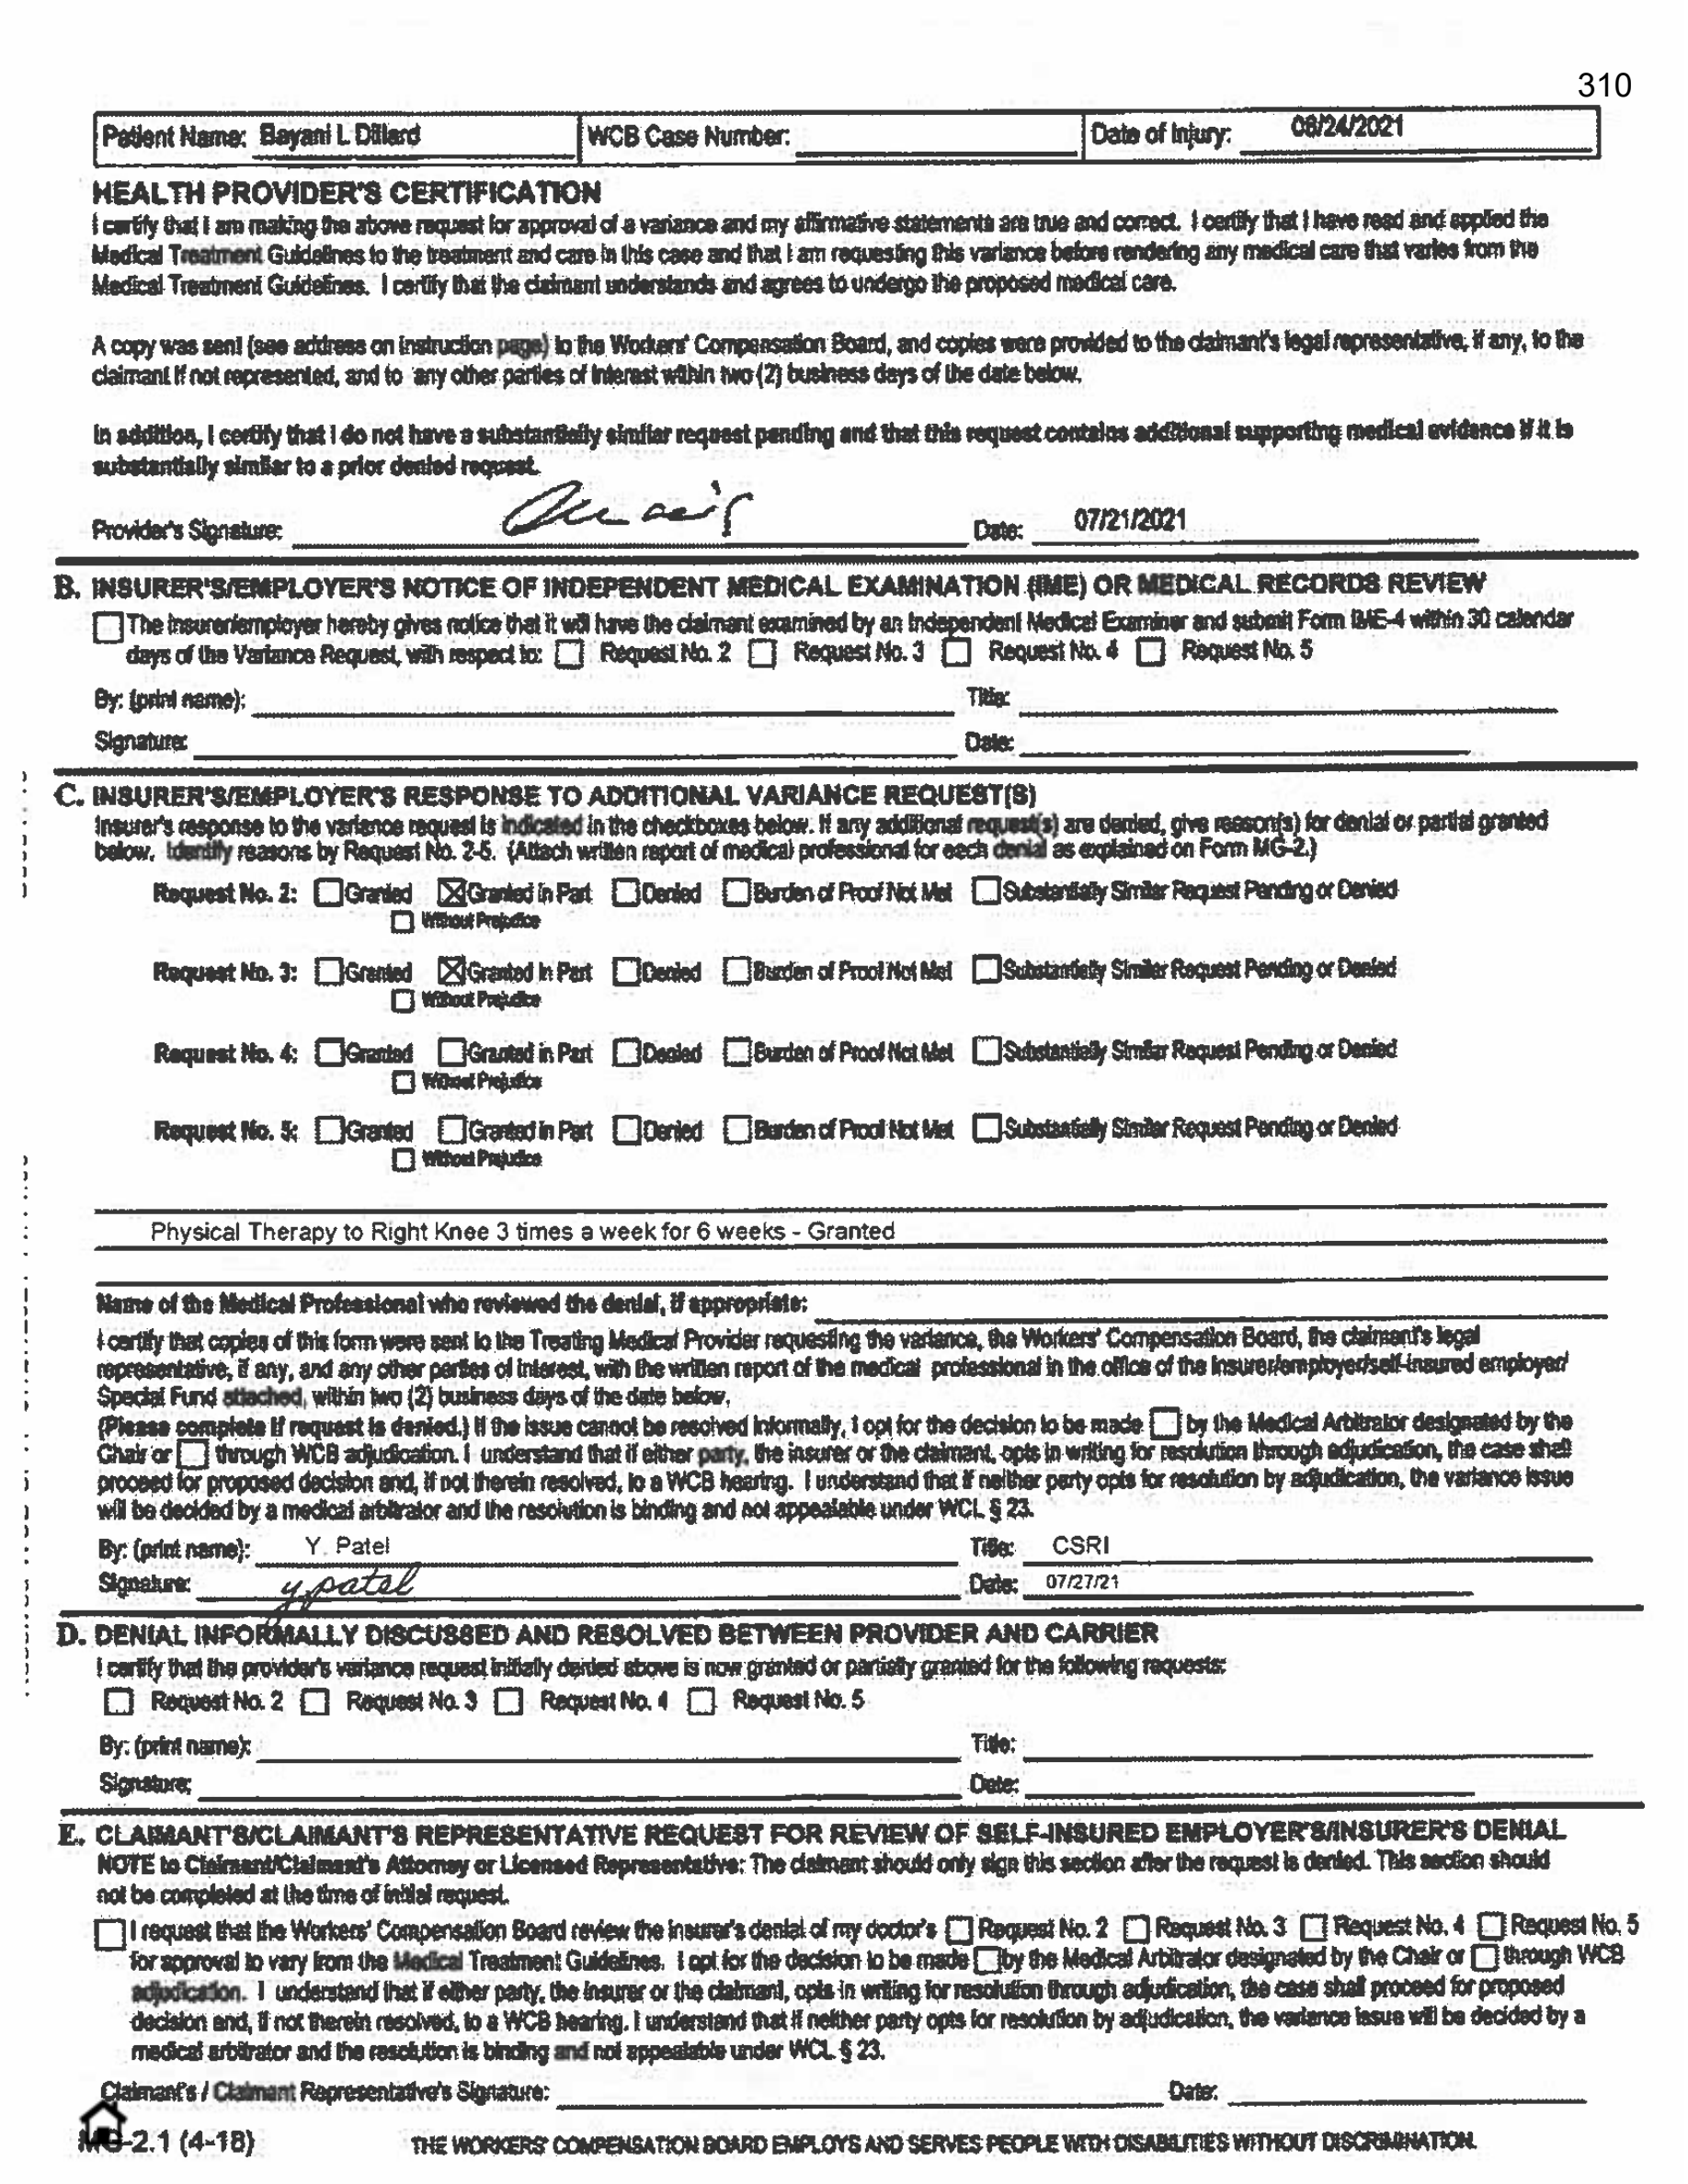 310
Patient Name: Bayani L Dillard WCB Case Number: Date of Injury: 08/24/2021
HEALTH PROVIDER'S CERTIFICATION
I certify that I am making the above request for approval of a variance and my affirmative statements are true and correct. I certify that I have read and applied the
Medical Treatment Guidelines to the treatment and care in this case and that I am requesting this variance before rendering any medical care that varies from the
Medical Treatment Guidelines. I certify that the claimant understands and agrees to undergo the proposed medical care.
A copy was sent (see address on instruction page) to the Workers' Compensation Board, and copies were provided to the claimant's legal representative, if any, to the
claimant if not represented, and to any other parties of interest within two (2) business days of the date below.
In addition, I certify that I do not have a substantially similar request pending and that this request contains additional supporting medical evidence if it is
substantially similar to a prior denied request.
Provider's Signature: Date: 07/21/2021
B. INSURER'S/EMPLOYER'S NOTICE OF INDEPENDENT MEDICAL EXAMINATION (IME) OR MEDICAL RECORDS REVIEW
The insurer/employer hereby gives notice that it will have the claimant examined by an Independent Medical Examiner and submit Form IME-4 within 30 calendar
days of the Variance Request, with respect to: Request No. 2 Request No. 3 Request No. 4 Request No. 5
By: (print name): Title:
Signature: Date:
C. INSURER'S/EMPLOYER'S RESPONSE TO ADDITIONAL VARIANCE REQUEST(S)
Insurer's response to the variance request is indicated in the checkboxes below. If any additional request(s) are denied, give reason(s) for denial or partial granted
below. Identify reasons by Request No. 2-5. (Attach written report of medical professional for each denial as explained on Form MG-2.)
Request No. 2: Granted Granted in Part Denied Burden of Proof Not Met Substantially Similar Request Pending or Denied
Without Prejudice
Request No. 3: Granted Granted in Part Denied Burden of Proof Not Met Substantially Similar Request Pending or Denied
Without Prejudice
Request No. 4: Granted Granted in Part Denied Burden of Proof Not Met Substantially Similar Request Pending or Denied
Without Prejudice
Request No. 5: Granted Granted in Part Denied Burden of Proof Not Met Substantially Similar Request Pending or Denied
Without Prejudice
Physical Therapy to Right Knee 3 times a week for 6 weeks - Granted
Name of the Medical Professional who reviewed the denial, if appropriate:
I certify that copies of this form were sent to the Treating Medical Provider requesting the variance, the Workers' Compensation Board, the claimant's legal
representative, if any, and any other parties of interest, with the written report of the medical professional in the office of the insurer/employer/self-insured employer/
Special Fund attached, within two (2) business days of the date below.
(Please complete if request is denied.) If the issue cannot be resolved informally, I opt for the decision to be made by the Medical Arbitrator designated by the
Chair or through WCB adjudication. I understand that if either party, the insurer or the claimant, opts in writing for resolution through adjudication, the case shall
proceed for proposed decision and, if not therein resolved, to a WCB hearing. I understand that if neither party opts for resolution by adjudication, the variance issue
will be decided by a medical arbitrator and the resolution is binding and not appealable under WCL § 23.
By: (print name): Y. Patel Title: CSRI
Signature: y patel Date: 07/27/21
D. DENIAL INFORMALLY DISCUSSED AND RESOLVED BETWEEN PROVIDER AND CARRIER
I certify that the provider's variance request initially denied above is now granted or partially granted for the following requests:
Request No. 2 Request No. 3 Request No. 4 Request No. 5
By: (print name): Title:
Signature: Date:
E. CLAIMANT'S/CLAIMANT'S REPRESENTATIVE REQUEST FOR REVIEW OF SELF-INSURED EMPLOYER'S/INSURER'S DENIAL
NOTE to Claimant/Claimant's Attorney or Licensed Representative: The claimant should only sign this section after the request is denied. This section should
not be completed at the time of initial request.
I request that the Workers' Compensation Board review the insurer's denial of my doctor's Request No. 2 Request No. 3 Request No. 4 Request No. 5
for approval to vary from the Medical Treatment Guidelines. I opt for the decision to be made by the Medical Arbitrator designated by the Chair or through WCB
adjudication. I understand that if either party, the insurer or the claimant, opts in writing for resolution through adjudication, the case shall proceed for proposed
decision and, if not therein resolved, to a WCB hearing. I understand that if neither party opts for resolution by adjudication, the variance issue will be decided by a
medical arbitrator and the resolution is binding and not appealable under WCL § 23.
Claimant's / Claimant Representative's Signature: Date:
MG-2.1 (4-18) THE WORKERS' COMPENSATION BOARD EMPLOYS AND SERVES PEOPLE WITH DISABILITIES WITHOUT DISCRIMINATION.